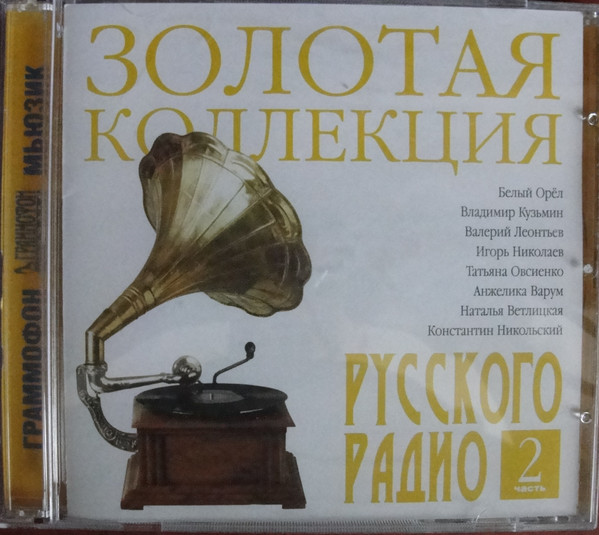 ЗОЛОТАЯ
КОЛЛЕКЦИЯ
Белый Орёл
Владимир Кузьмин
Валерий Леонтьев
Игорь Николаев
Татьяна Овсиенко
Анжелика Варум
Наталья Ветлицкая
Константин Никольский
РУССКОГО
РАДИО
2
часть
ГРАММОФОН ГРАММОФОН МЬЮЗИК